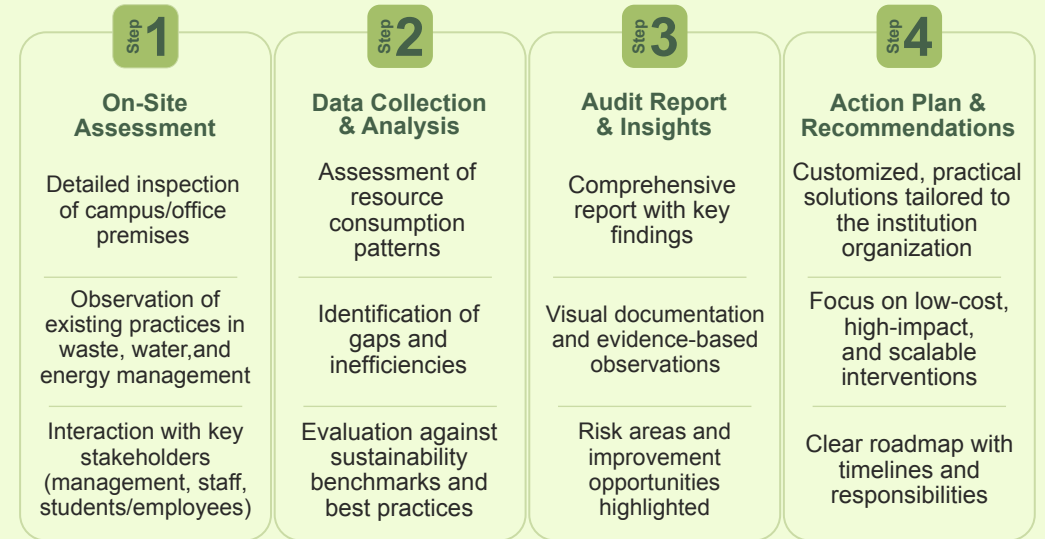 Step 1
On-Site
Assessment
Detailed inspection
of campus/office
premises
Observation of
existing practices in
waste, water,and
energy management
Interaction with key
stakeholders
(management, staff,
students/employees)
Step 2
Data Collection
& Analysis
Assessment of
resource
consumption
patterns
Identification of
gaps and
inefficiencies
Evaluation against
sustainability
benchmarks and
best practices
Step 3
Audit Report
& Insights
Comprehensive
report with key
findings
Visual documentation
and evidence-based
observations
Risk areas and
improvement
opportunities
highlighted
Step 4
Action Plan &
Recommendations
Customized, practical
solutions tailored to
the institution
organization
Focus on low-cost,
high-impact,
and scalable
interventions
Clear roadmap with
timelines and
responsibilities